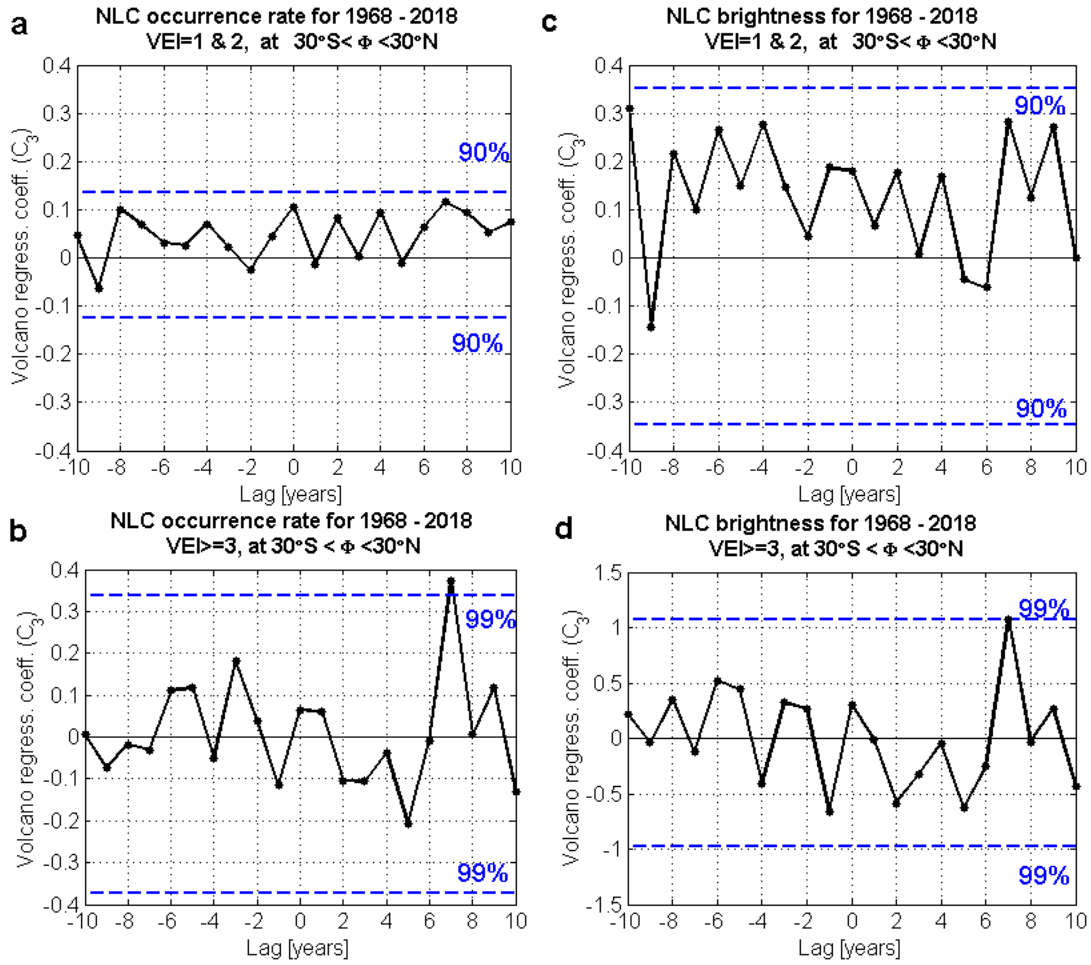 a
NLC occurrence rate for 1968 - 2018
VEI=1 & 2, at 30°S< Φ <30°N
0.4
0.3
0.2
0.1
0
-0.1
-0.2
-0.3
-0.4
Volcano regress. coeff. (C3)
90%
90%
-10 -8 -6 -4 -2 0 2 4 6 8 10
Lag [years]
c
NLC brightness for 1968 - 2018
VEI=1 & 2, at 30°S< Φ <30°N
0.4
0.3
0.2
0.1
0
-0.1
-0.2
-0.3
-0.4
Volcano regress. coeff. (C3)
90%
90%
-10 -8 -6 -4 -2 0 2 4 6 8 10
Lag [years]
b
NLC occurrence rate for 1968 - 2018
VEI>=3, at 30°S < Φ <30°N
0.4
0.3
0.2
0.1
0
-0.1
-0.2
-0.3
-0.4
Volcano regress. coeff. (C3)
99%
99%
-10 -8 -6 -4 -2 0 2 4 6 8 10
Lag [years]
d
NLC brightness for 1968 - 2018
VEI>=3, at 30°S < Φ <30°N
1.5
1
0.5
0
-0.5
-1
-1.5
Volcano regress. coeff. (C3)
99%
99%
-10 -8 -6 -4 -2 0 2 4 6 8 10
Lag [years]